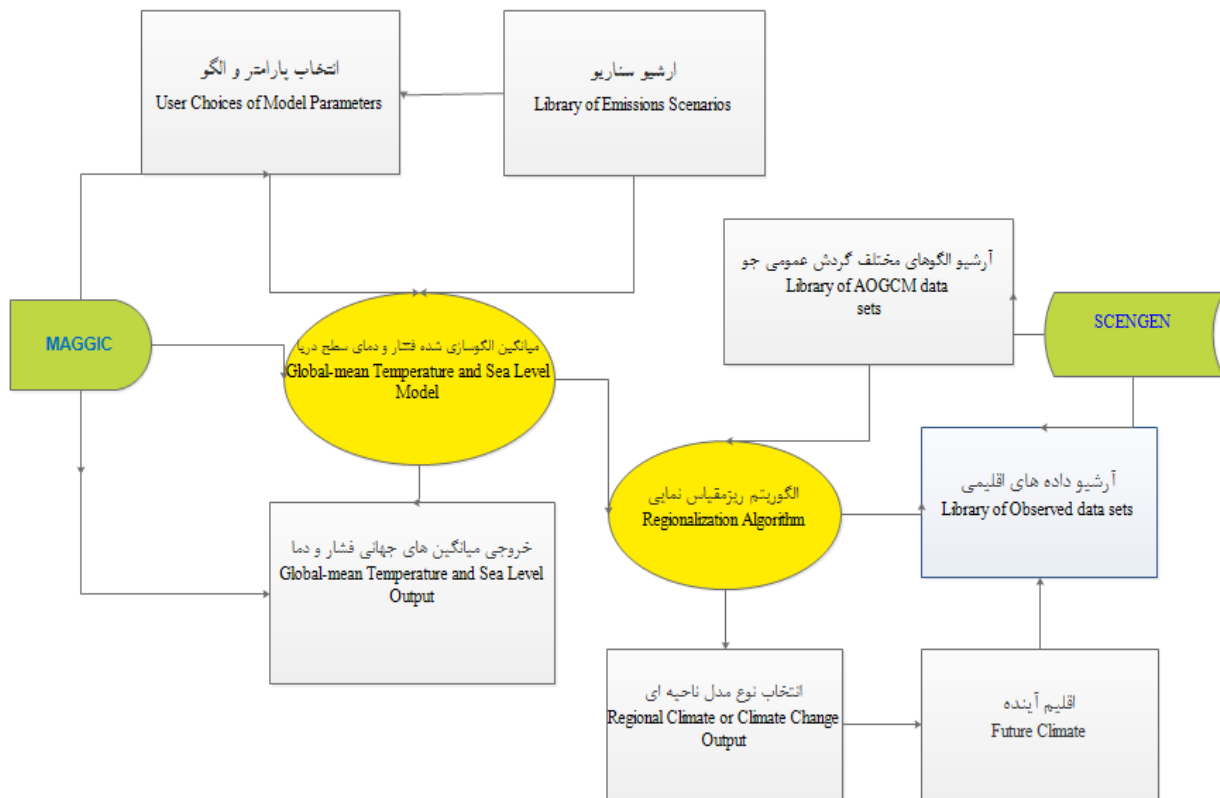 انتخاب پارامتر و الگو
User Choices of Model Parameters
ارشیو سناریو
Library of Emissions Scenarios
آرشیو الگوهای مختلف گردش عمومی جو
Library of AOGCM data
sets
MAGGIC
SCENGEN
میانگین الگوسازی شده فشار و دمای سطح دریا
Global-mean Temperature and Sea Level
Model
الگوریتم ریزمقیاس نمایی
Regionalization Algorithm
آرشیو داده های اقلیمی
Library of Observed data sets
خروجی میانگین های جهانی فشار و دما
Global-mean Temperature and Sea Level
Output
انتخاب نوع مدل ناحیه ای
Regional Climate or Climate Change
Output
اقلیم آینده
Future Climate